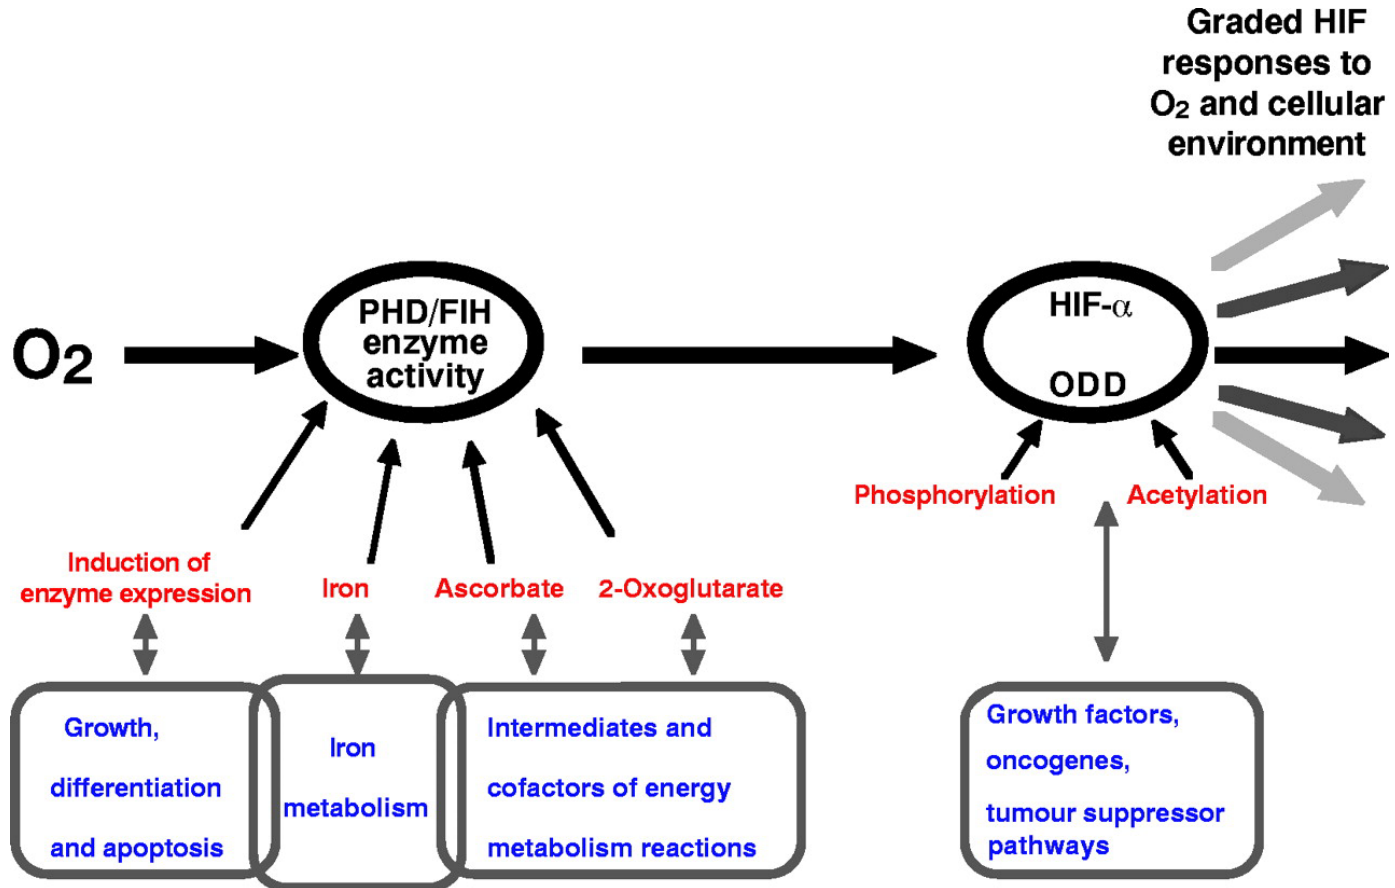 Graded HIF
responses to
O2 and cellular
environment
O2
PHD/FIH
enzyme
activity
HIF-α
ODD
Phosphorylation
Acetylation
Induction of
enzyme expression
Iron
Ascorbate
2-Oxoglutarate
Growth,
differentiation
and apoptosis
Iron
metabolism
Intermediates and
cofactors of energy
metabolism reactions
Growth factors,
oncogenes,
tumour suppressor
pathways